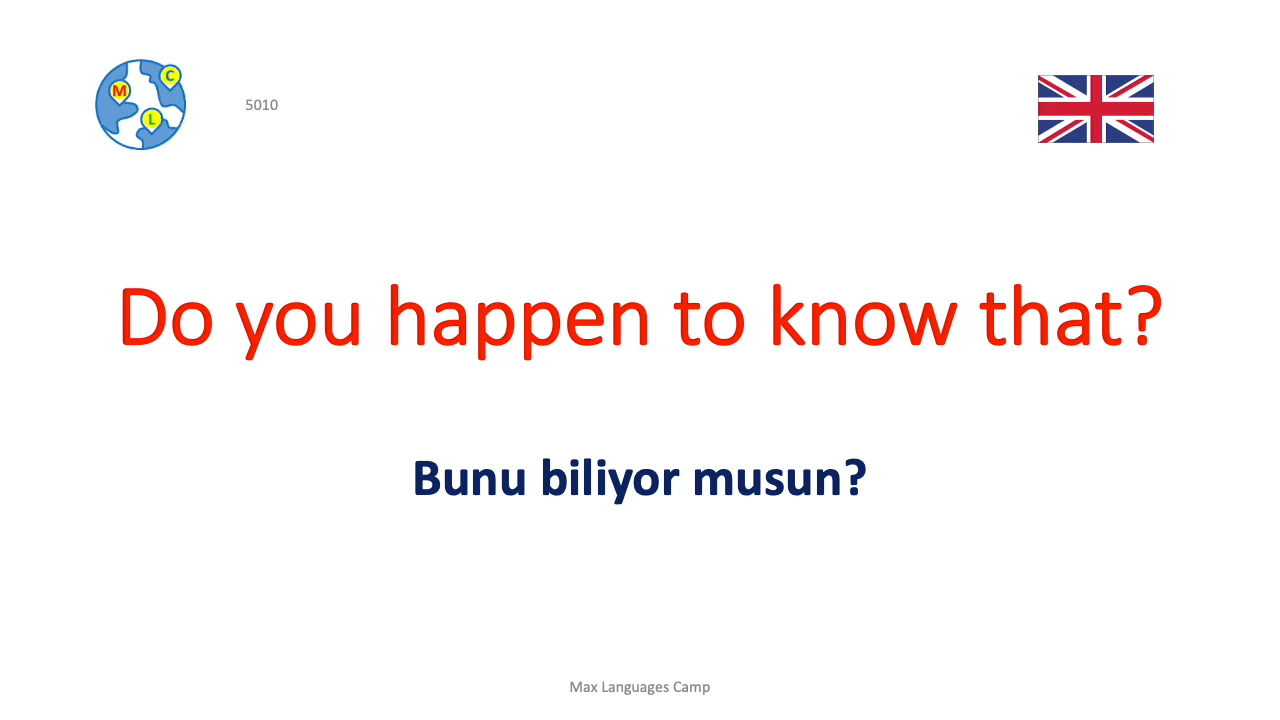 M
C
L
5010
Do you happen to know that?
Bunu biliyor musun?
Max Languages Camp